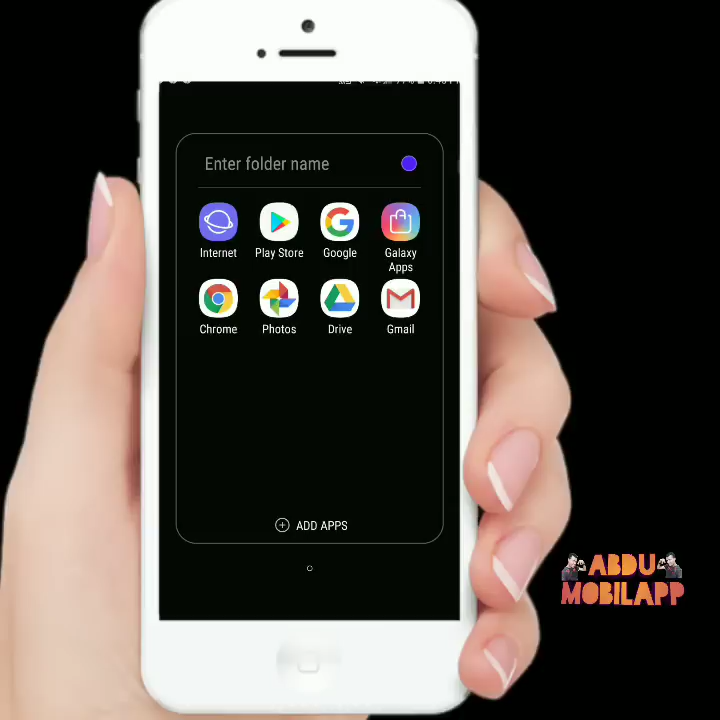 Enter folder name
Internet
Play Store
Google
Galaxy
Apps
Chrome
Photos
Drive
Gmail
ADD APPS
ABDU
MOBILAPP